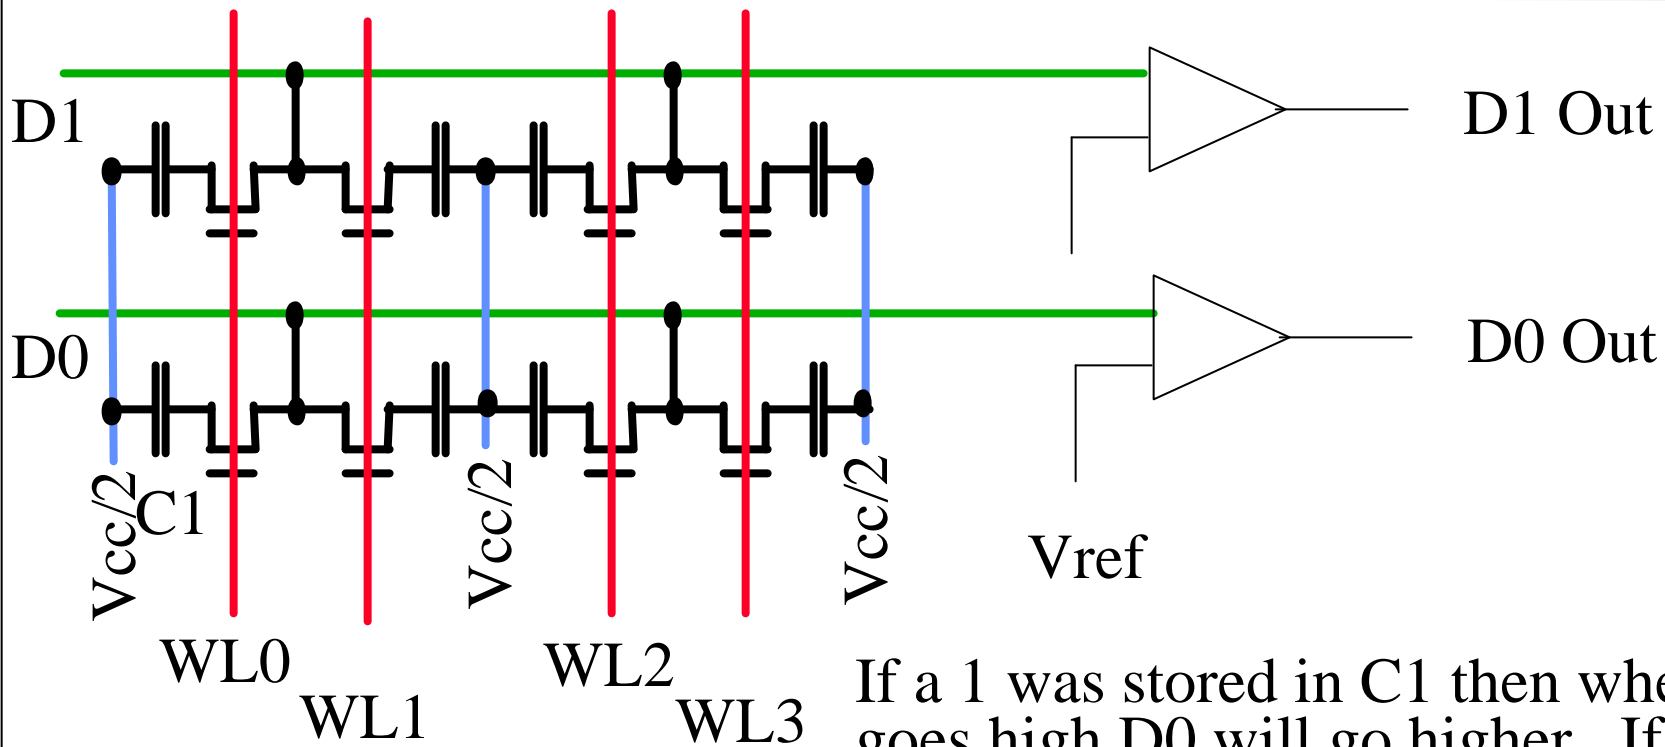 D1
D1 Out
D0
D0 Out
Vcc/2
C1
Vcc/2
Vcc/2
Vref
WL0
WL1
WL2
WL3
If a 1 was stored in C1 then
goes high D0 will go higher. If